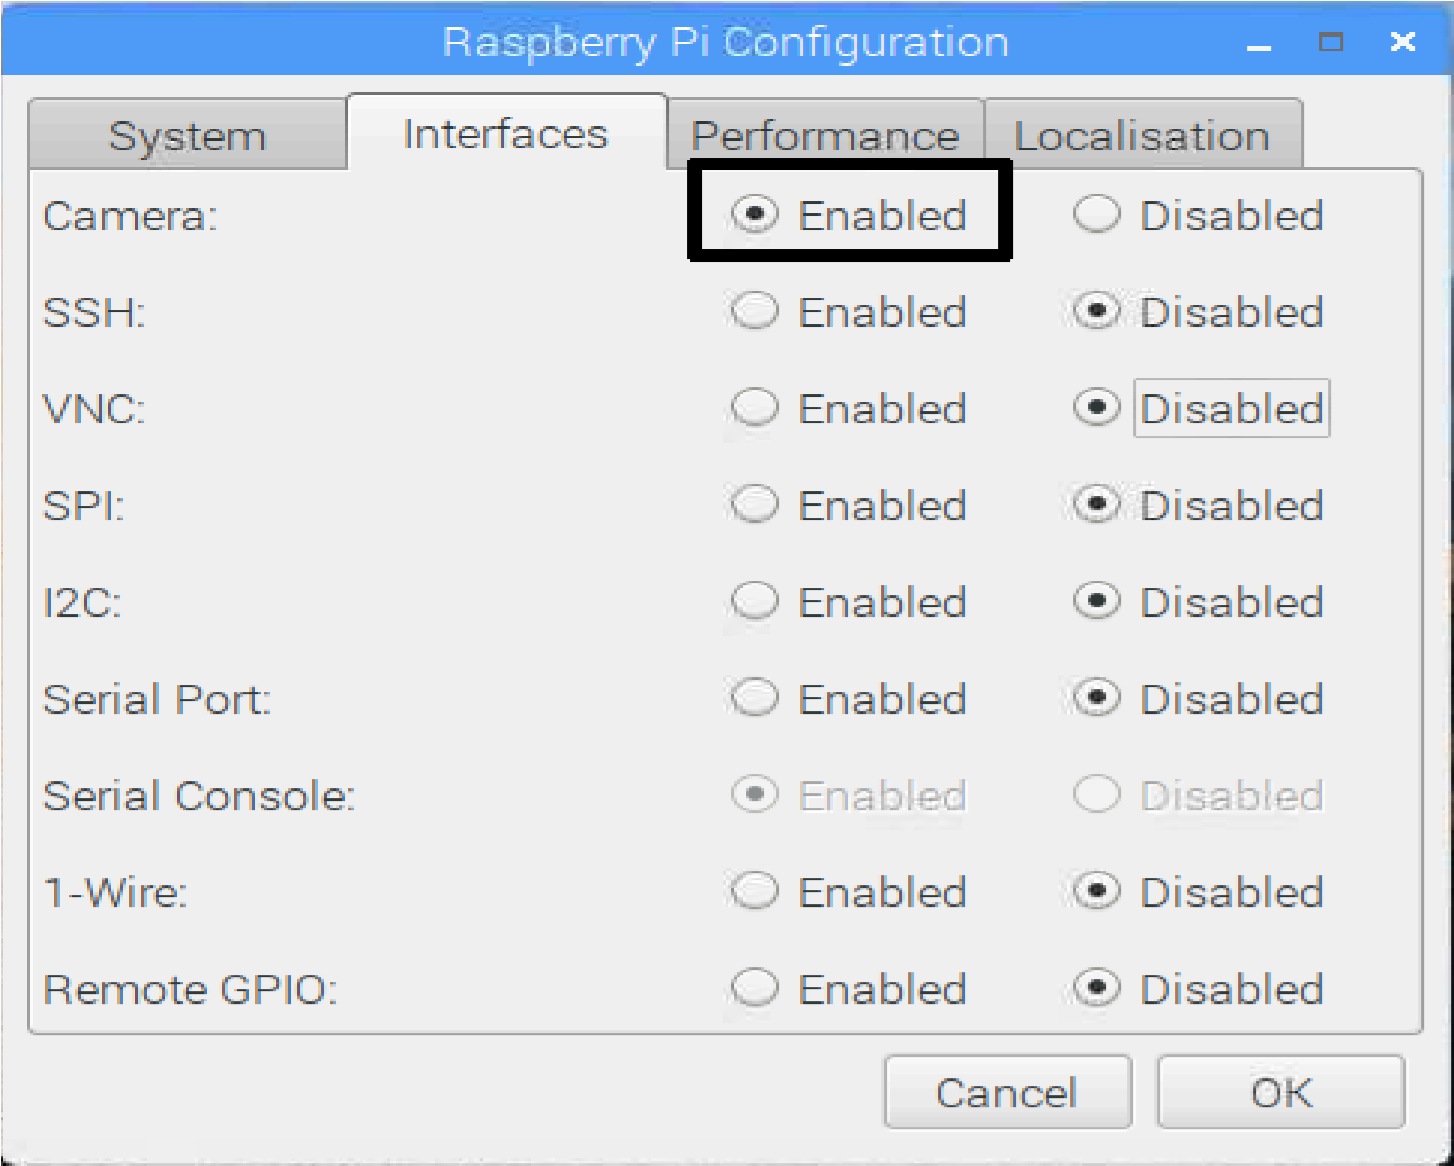 Raspberry Pi Configuration
System Interfaces Performance Localisation
Camera: Enabled Disabled
SSH: Enabled Disabled
VNC: Enabled Disabled
SPI: Enabled Disabled
I2C: Enabled Disabled
Serial Port: Enabled Disabled
Serial Console: Enabled Disabled
1-Wire: Enabled Disabled
Remote GPIO: Enabled Disabled
Cancel OK